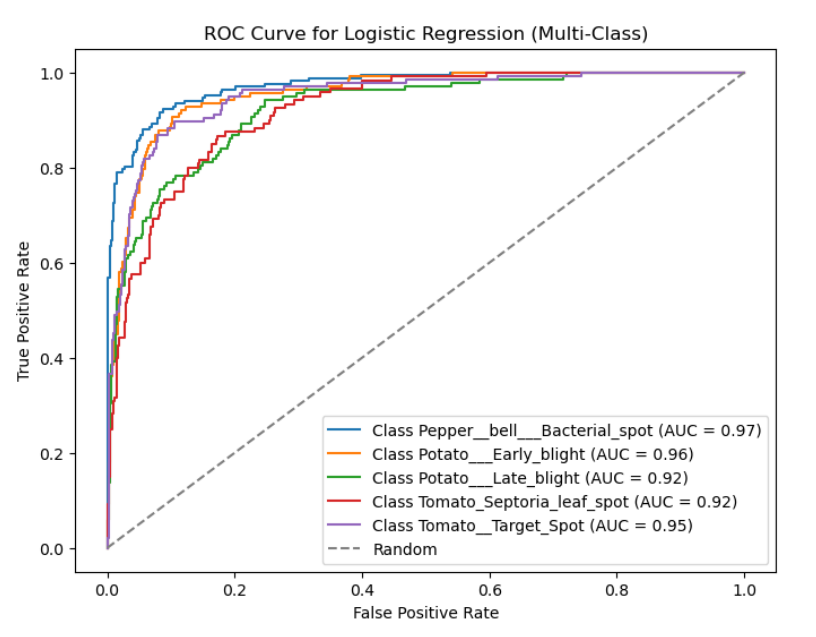 ROC Curve for Logistic Regression (Multi-Class)
1.0
0.8
0.6
0.4
0.2
0.0
True Positive Rate
Class Pepper__bell___Bacterial_spot (AUC = 0.97)
Class Potato___Early_blight (AUC = 0.96)
Class Potato___Late_blight (AUC = 0.92)
Class Tomato_Septoria_leaf_spot (AUC = 0.92)
Class Tomato__Target_Spot (AUC = 0.95)
Random
0.0 0.2 0.4 0.6 0.8 1.0
False Positive Rate